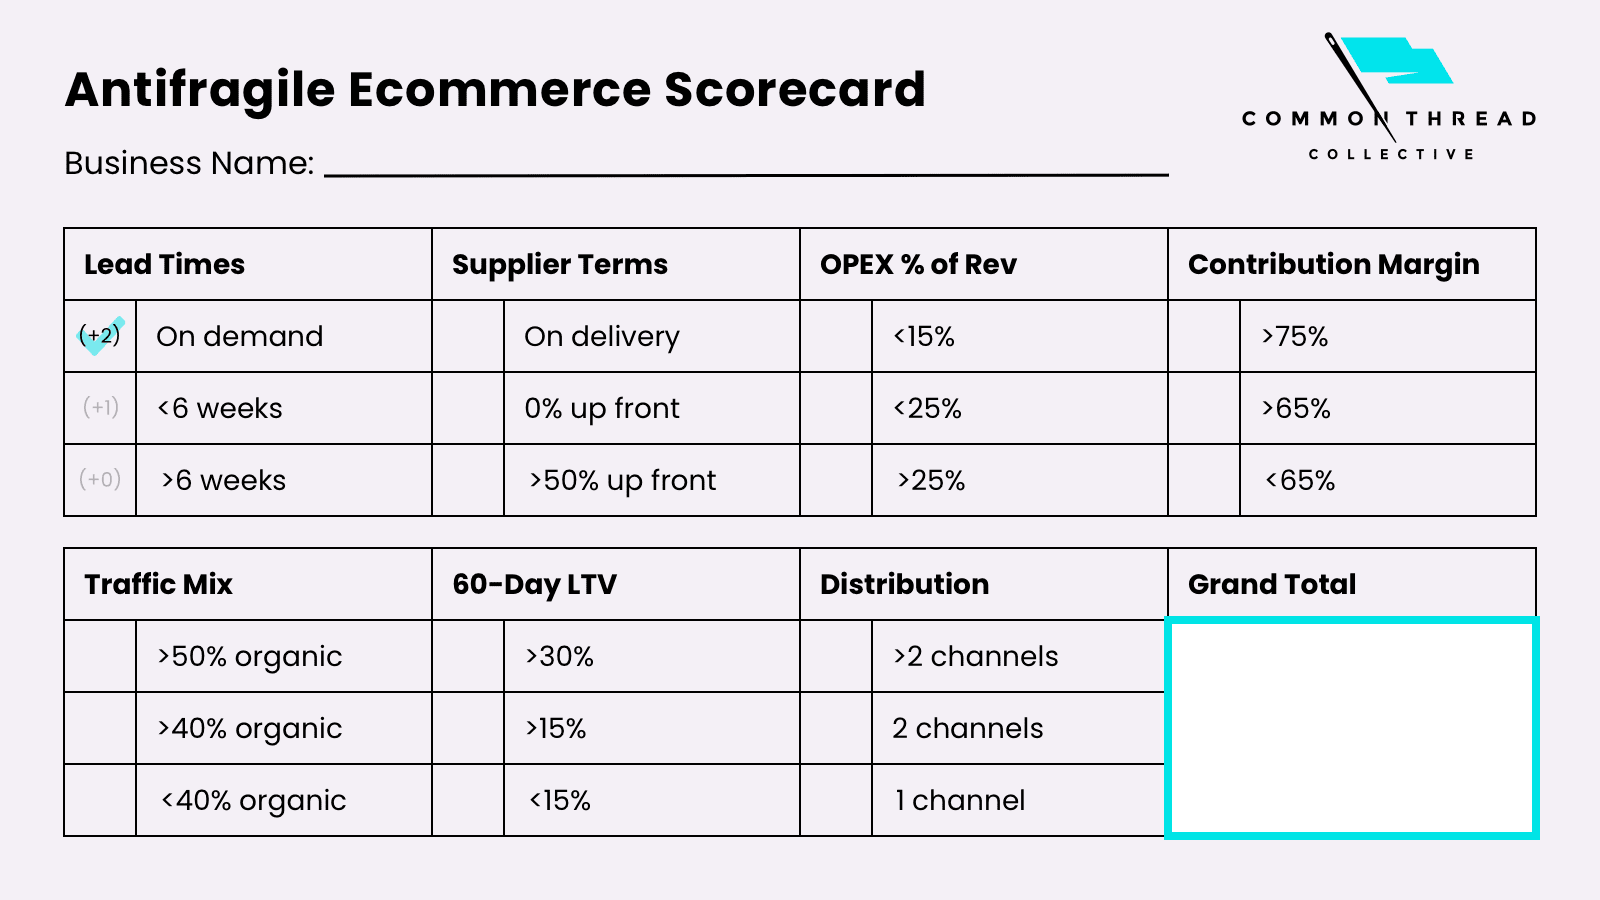 Antifragile Ecommerce Scorecard
COMMON THREAD
COLLECTIVE
Business Name:
Lead Times Supplier Terms OPEX % of Rev Contribution Margin
(+2) On demand On delivery <15% >75%
(+1) <6 weeks 0% up front <25% >65%
(+0) >6 weeks >50% up front >25% <65%
Traffic Mix 60-Day LTV Distribution Grand Total
>50% organic >30% >2 channels
>40% organic >15% 2 channels
<40% organic <15% 1 channel